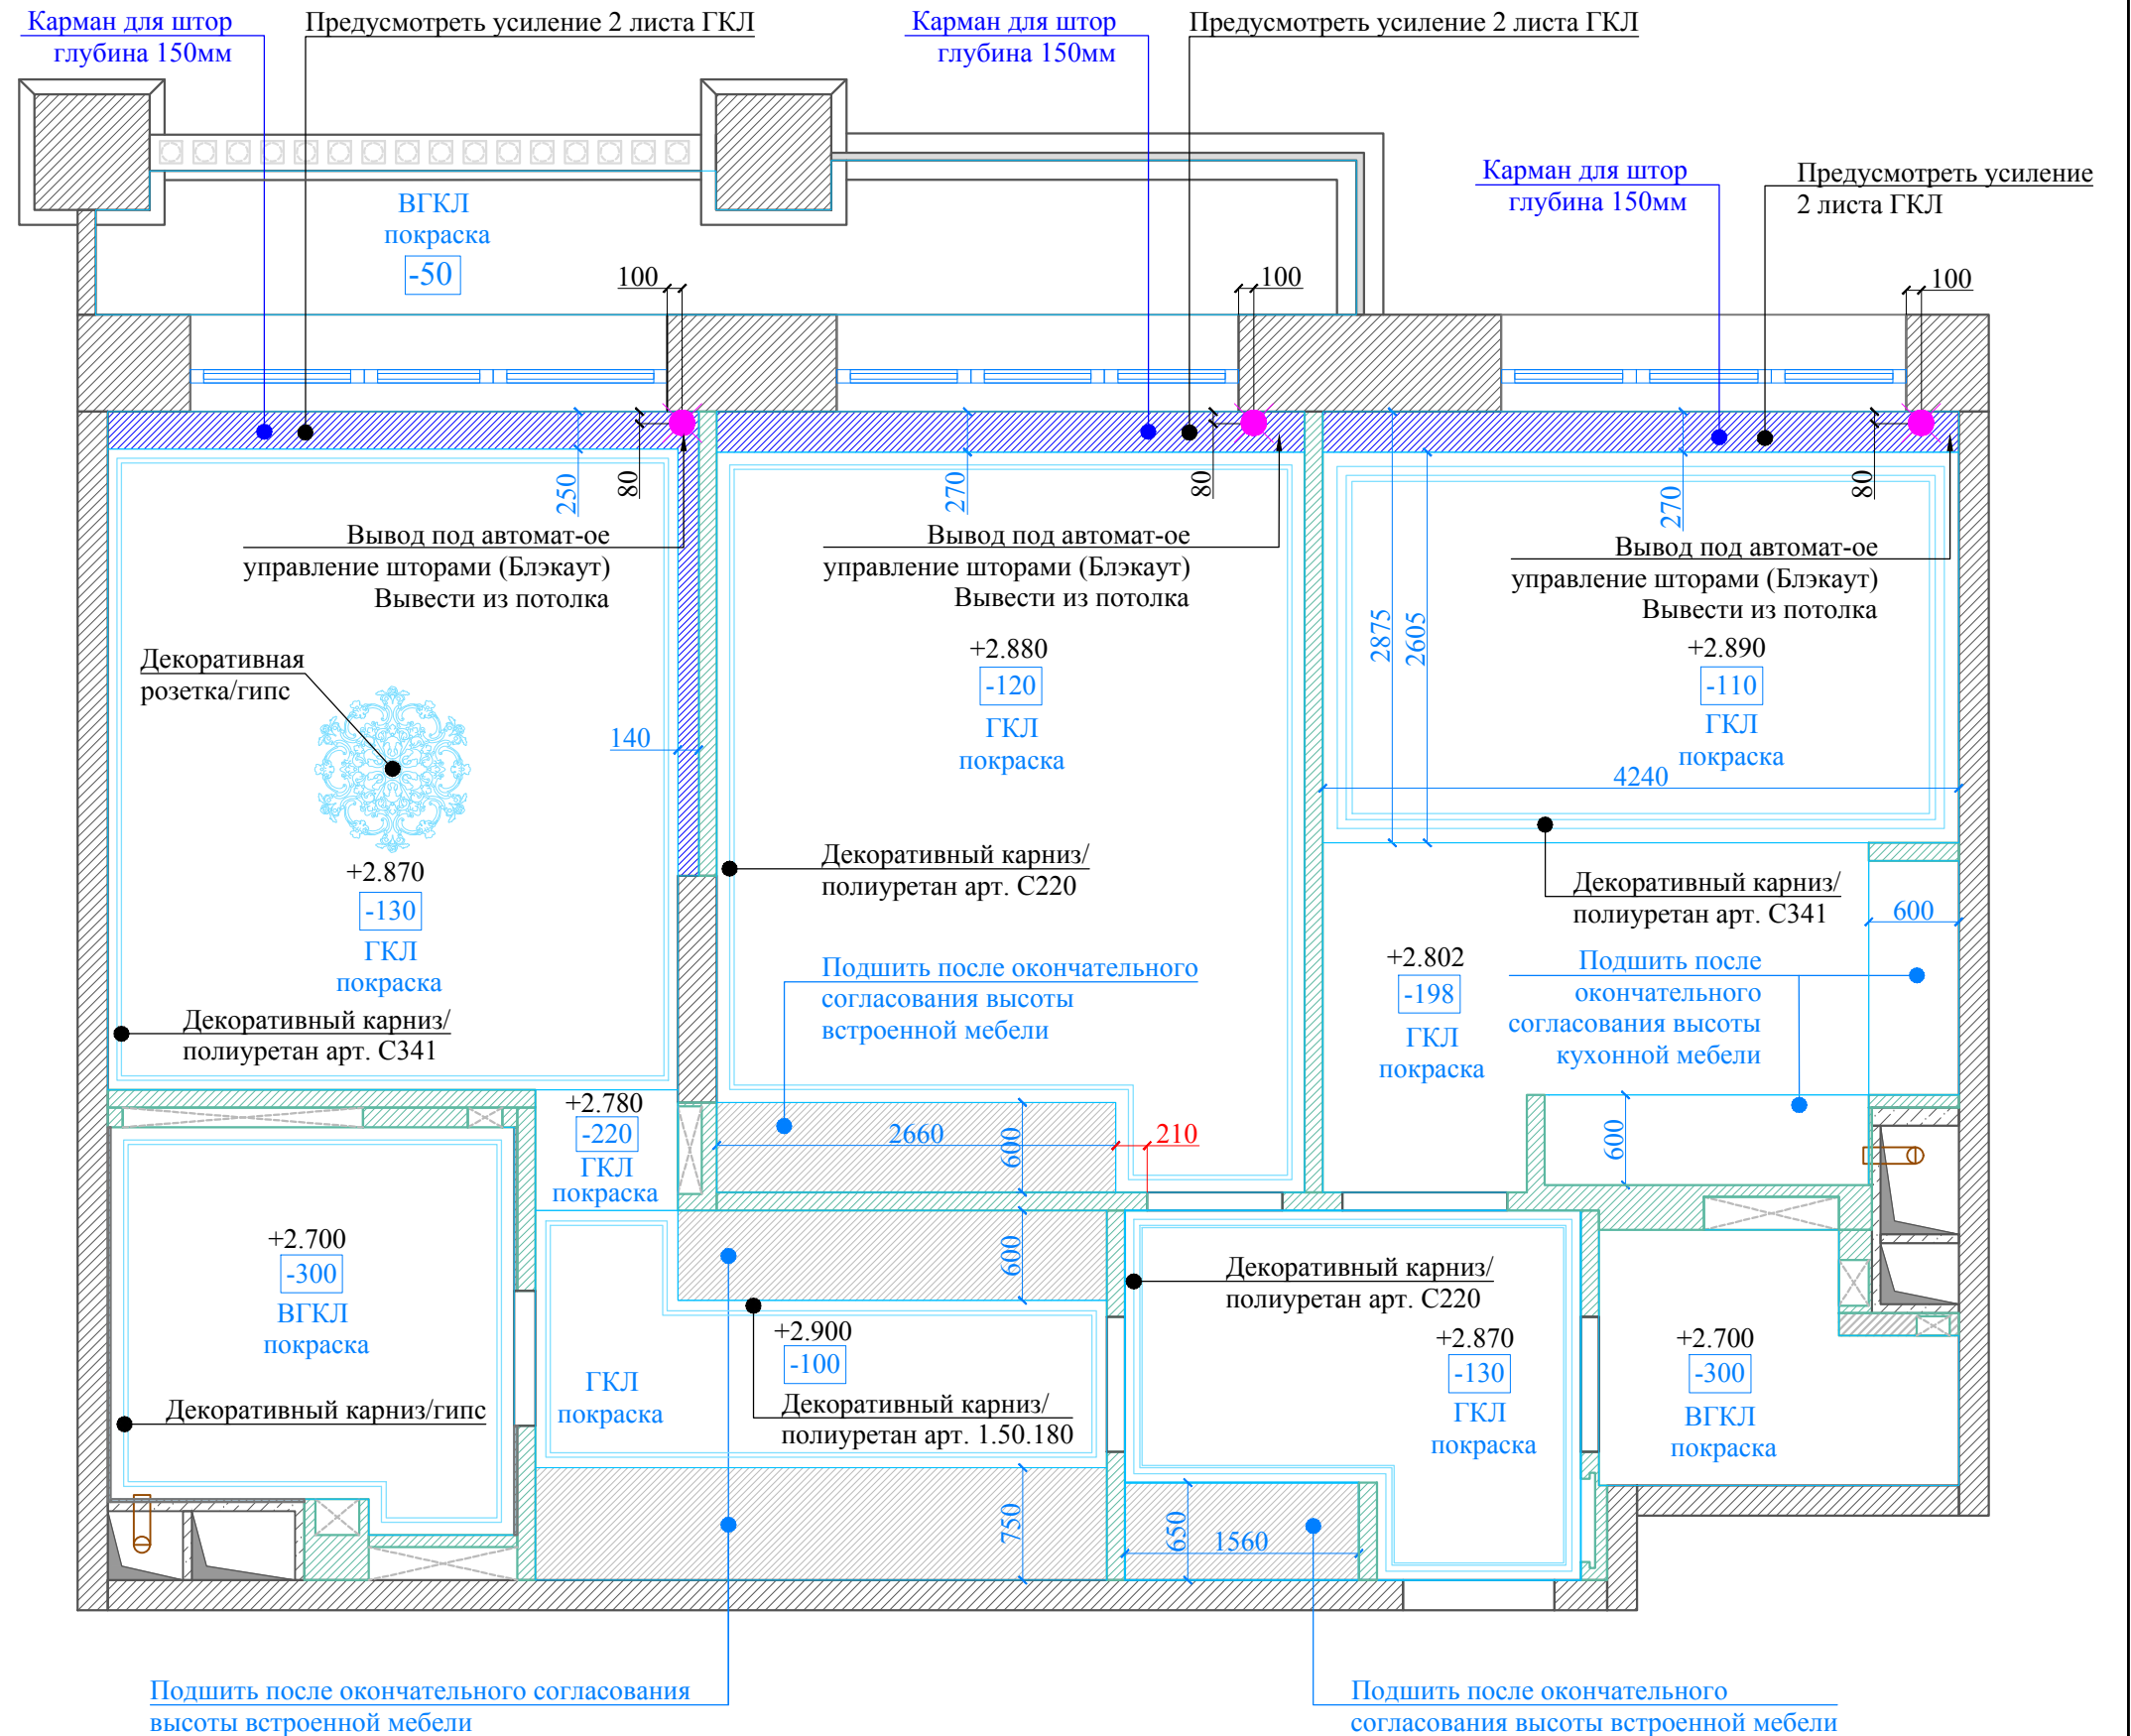 Карман для штор
глубина 150мм
Предусмотреть усиление 2 листа ГКЛ
Карман для штор
глубина 150мм
Предусмотреть усиление 2 листа ГКЛ
Карман для штор
глубина 150мм
Предусмотреть усиление
2 листа ГКЛ
ВГКЛ
покраска
-50
100
100
100
250
80
270
80
270
80
Вывод под автомат-ое
управление шторами (Блэкаут)
Вывести из потолка
Вывод под автомат-ое
управление шторами (Блэкаут)
Вывести из потолка
Вывод под автомат-ое
управление шторами (Блэкаут)
Вывести из потолка
Декоративная
розетка/гипс
140
+2.880
-120
ГКЛ
покраска
2875
2605
+2.890
-110
ГКЛ
покраска
4240
+2.870
-130
ГКЛ
покраска
Декоративный карниз/
полиуретан арт. С220
Декоративный карниз/
полиуретан арт. С341
600
Декоративный карниз/
полиуретан арт. С341
Подшить после окончательного
согласования высоты
встроенной мебели
+2.802
-198
ГКЛ
покраска
Подшить после
окончательного
согласования высоты
кухонной мебели
+2.780
-220
ГКЛ
покраска
2660
600
210
600
+2.700
-300
ВГКЛ
покраска
Декоративный карниз/гипс
600
+2.900
-100
ГКЛ
покраска
Декоративный карниз/
полиуретан арт. 1.50.180
Декоративный карниз/
полиуретан арт. С220
+2.870
-130
ГКЛ
покраска
+2.700
-300
ВГКЛ
покраска
750
650
1560
Подшить после окончательного согласования
высоты встроенной мебели
Подшить после окончательного
согласования высоты встроенной мебели